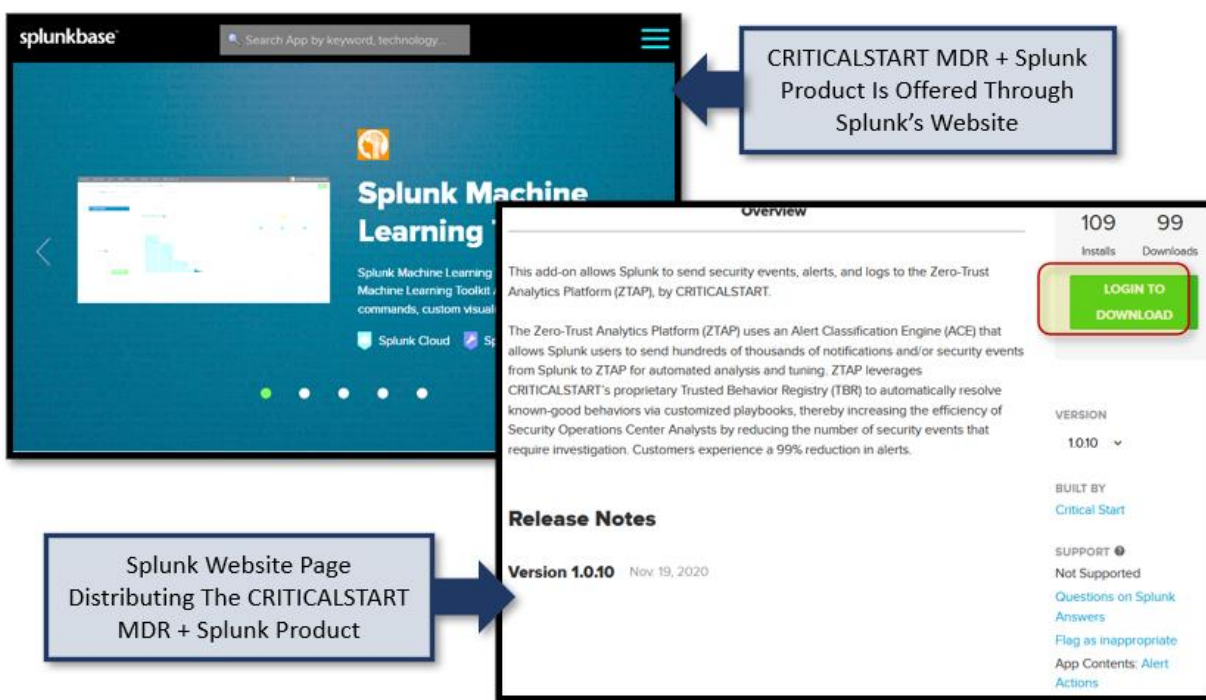 splunkbase
Search App by keyword, technology...
CRITICALSTART MDR + Splunk
Product Is Offered Through
Splunk's Website
Splunk Machine
Learning
Splunk Machine Learning
Machine Learning Toolkit
commands, custom visual
Splunk Cloud
Overview
This add-on allows Splunk to send security events, alerts, and logs to the Zero-Trust
Analytics Platform (ZTAP), by CRITICALSTART.
The Zero-Trust Analytics Platform (ZTAP) uses an Alert Classification Engine (ACE) that
allows Splunk users to send hundreds of thousands of notifications and/or security events
from Splunk to ZTAP for automated analysis and tuning. ZTAP leverages
CRITICALSTART's proprietary Trusted Behavior Registry (TBR) to automatically resolve
known-good behaviors via customized playbooks, thereby increasing the efficiency of
Security Operations Center Analysts by reducing the number of security events that
require investigation. Customers experience a 99% reduction in alerts.
Release Notes
Version 1.0.10 Nov. 19, 2020
109 99
Installs Downloads
LOGIN TO
DOWNLOAD
VERSION
1.0.10
BUILT BY
Critical Start
SUPPORT
Not Supported
Questions on Splunk
Answers
Flag as inappropriate
App Contents: Alert
Actions
Splunk Website Page
Distributing The CRITICALSTART
MDR + Splunk Product